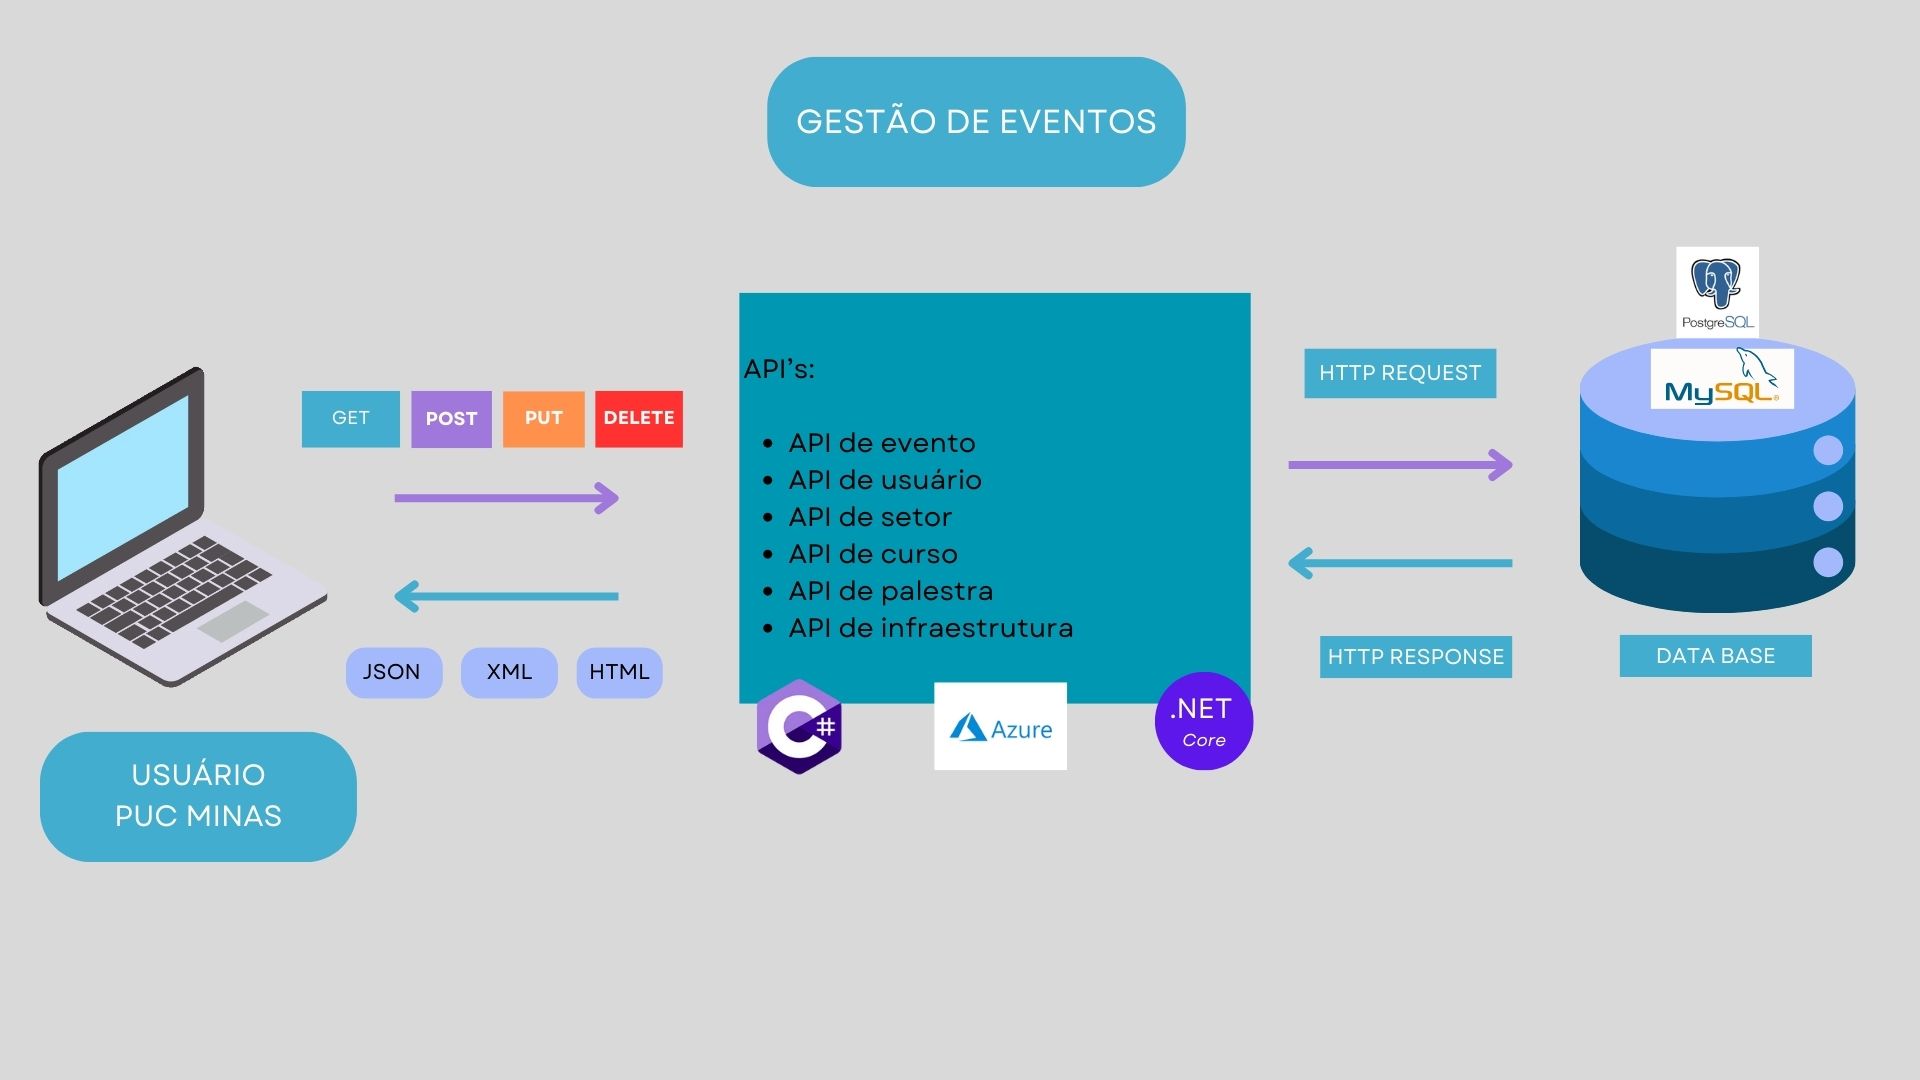 GESTÃO DE EVENTOS
PostgreSQL
MySQL®
API's:
HTTP REQUEST
GET
POST
PUT
DELETE
API de evento
API de usuário
API de setor
API de curso
API de palestra
API de infraestrutura
JSON
XML
HTML
HTTP RESPONSE
DATA BASE
C#
Azure
.NET
Core
USUÁRIO
PUC MINAS